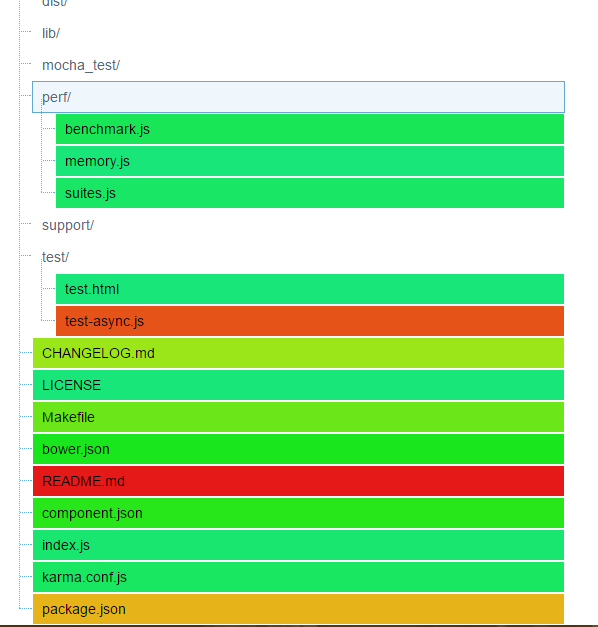 dist/
lib/
mocha_test/
perf/
benchmark.js
memory.js
suites.js
support/
test/
test.html
test-async.js
CHANGELOG.md
LICENSE
Makefile
bower.json
README.md
component.json
index.js
karma.conf.js
package.json